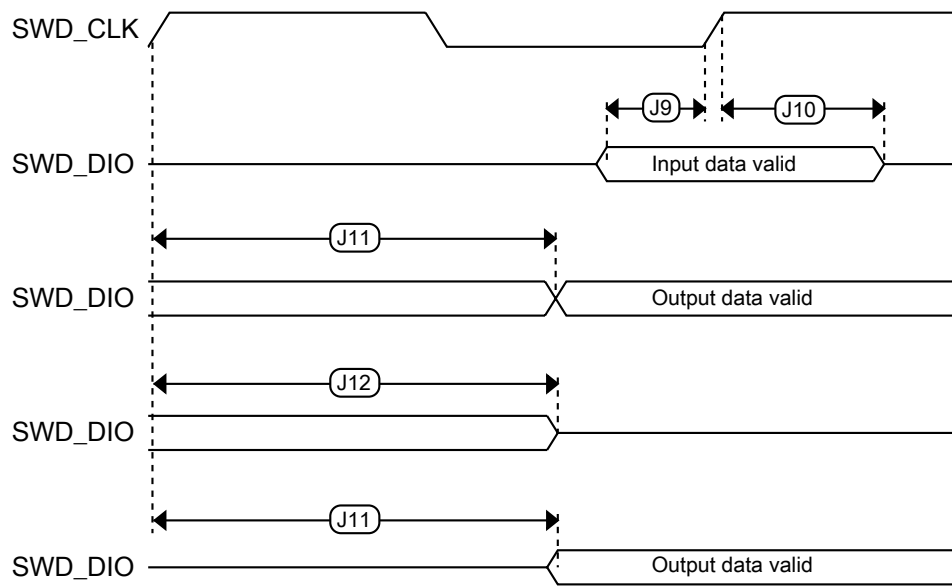 SWD_CLK
J9
J10
SWD_DIO
Input data valid
J11
SWD_DIO
Output data valid
J12
SWD_DIO
J11
SWD_DIO
Output data valid